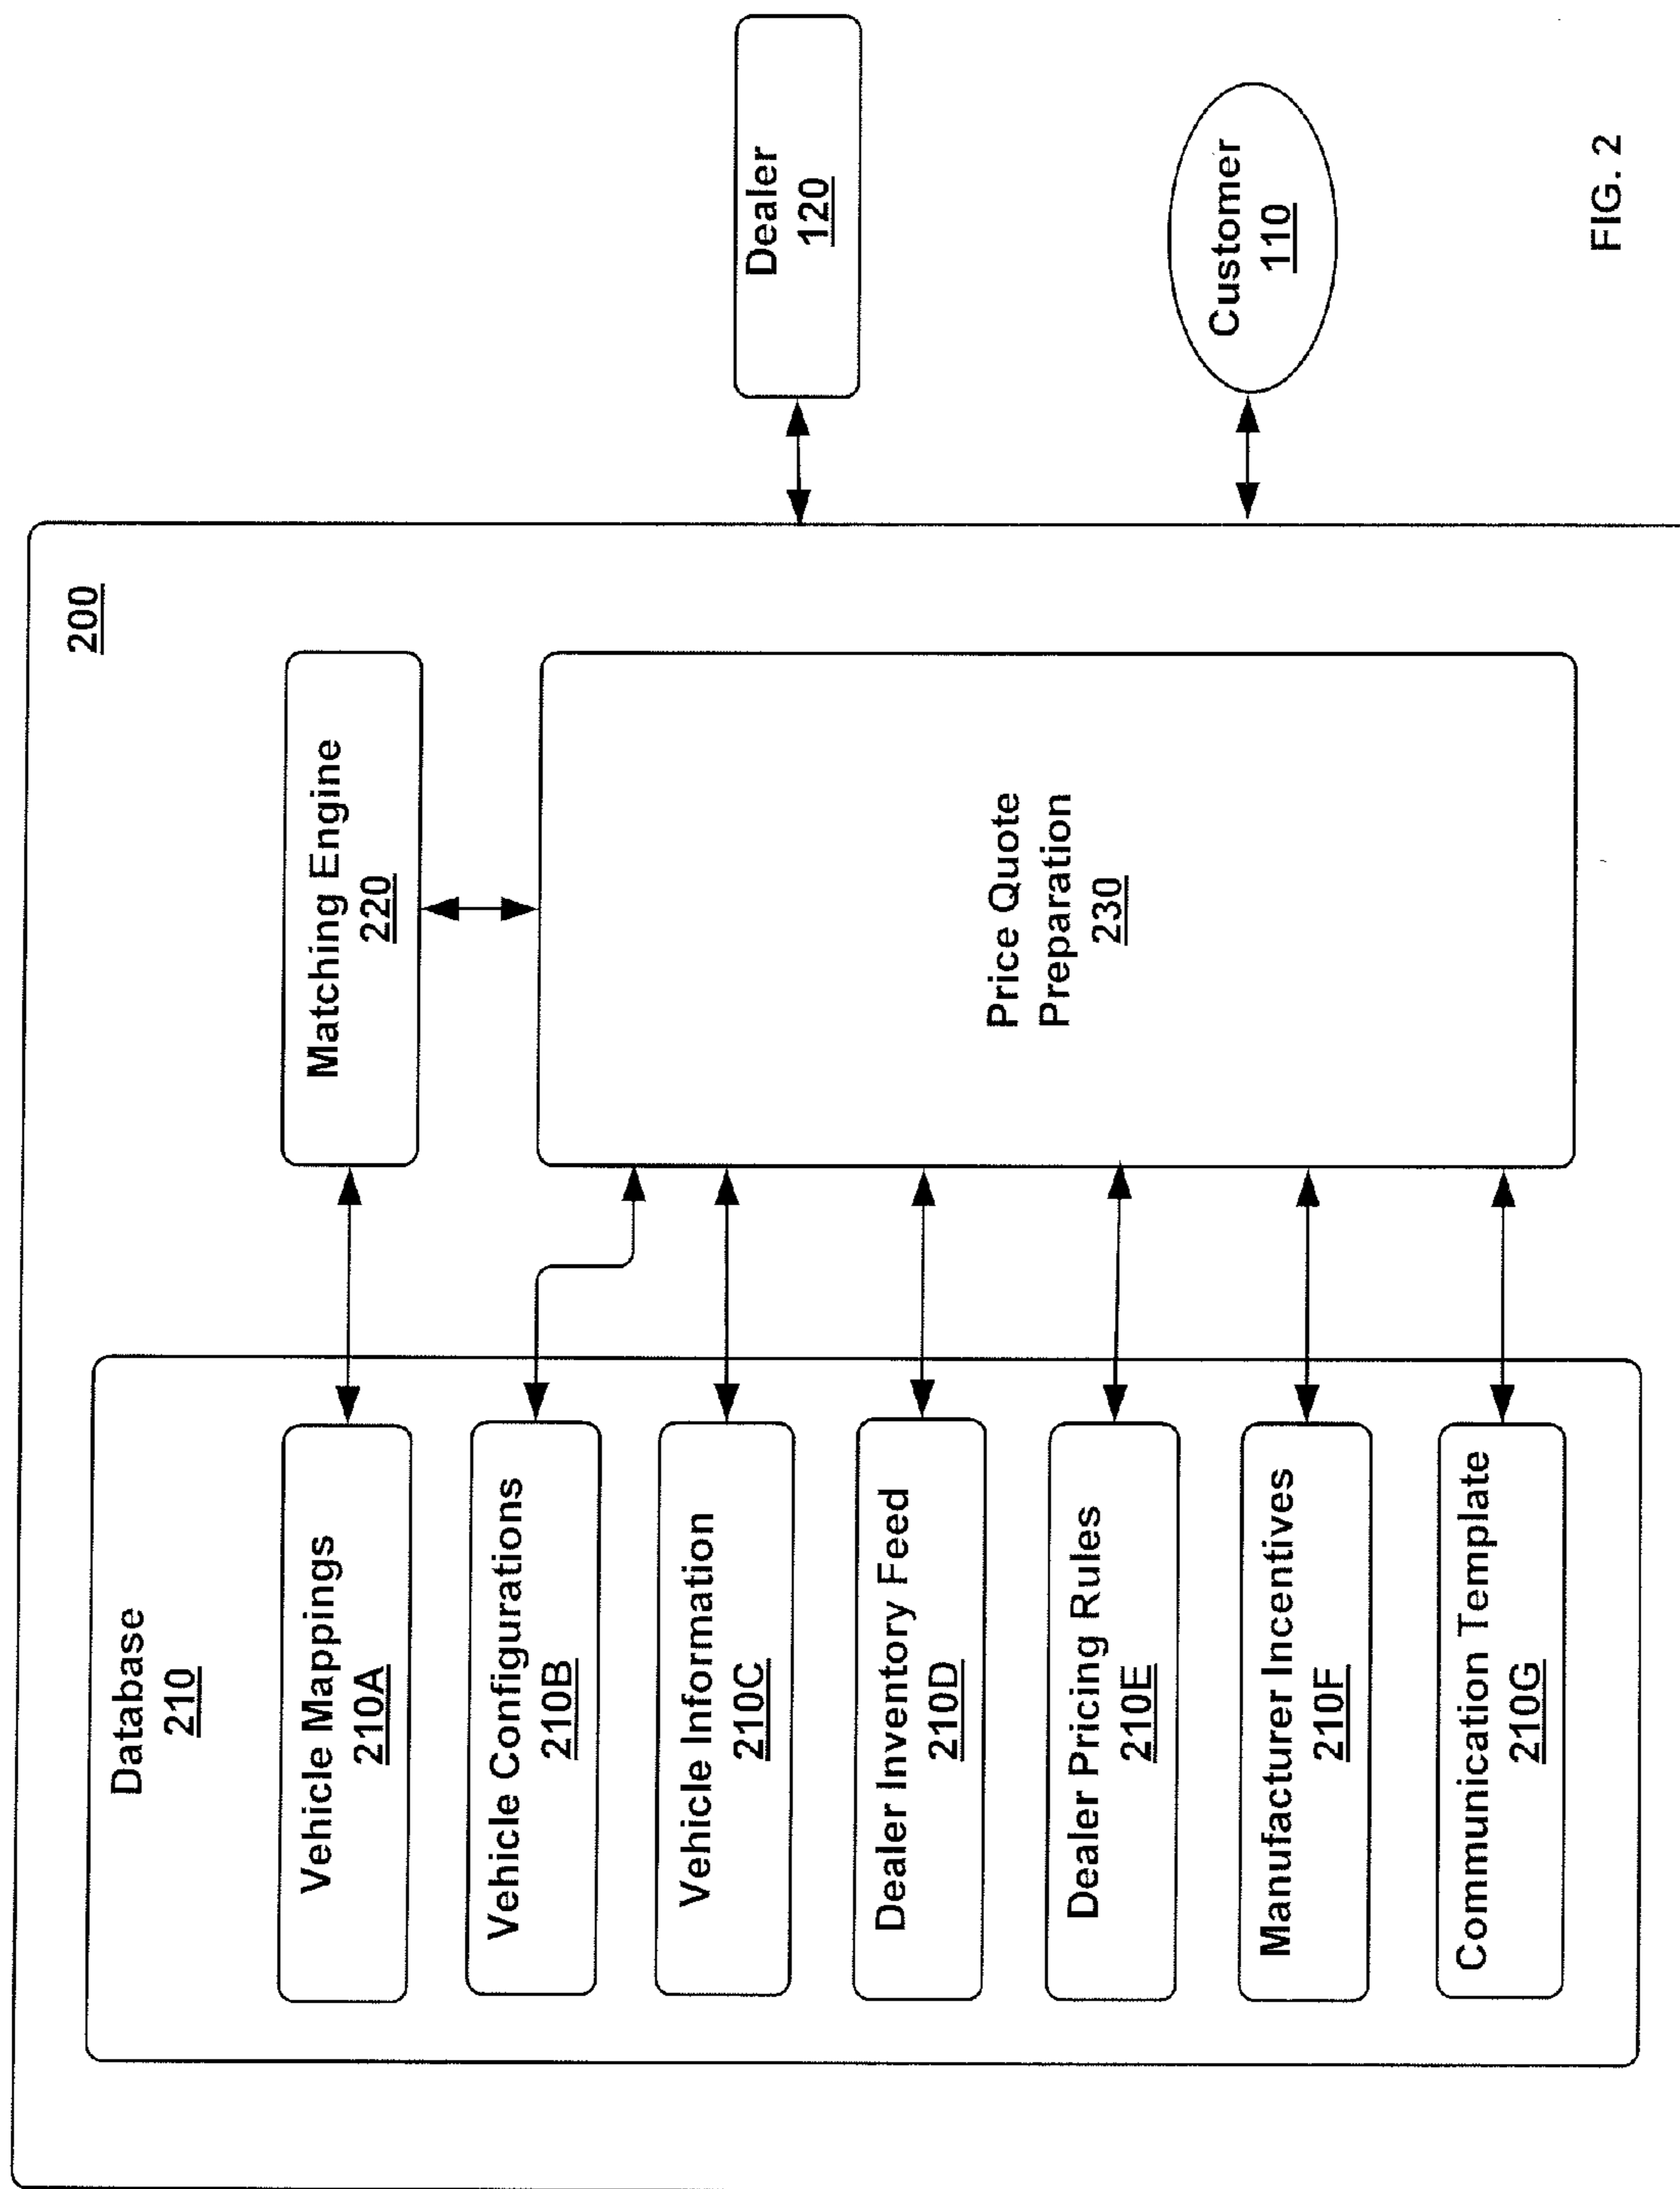 200
Database
210
Vehicle Mappings
210A
Vehicle Configurations
210B
Vehicle Information
210C
Dealer Inventory Feed
210D
Dealer Pricing Rules
210E
Manufacturer Incentives
210F
Communication Template
210G
Matching Engine
220
Price Quote
Preparation
230
Dealer
120
Customer
110
FIG. 2